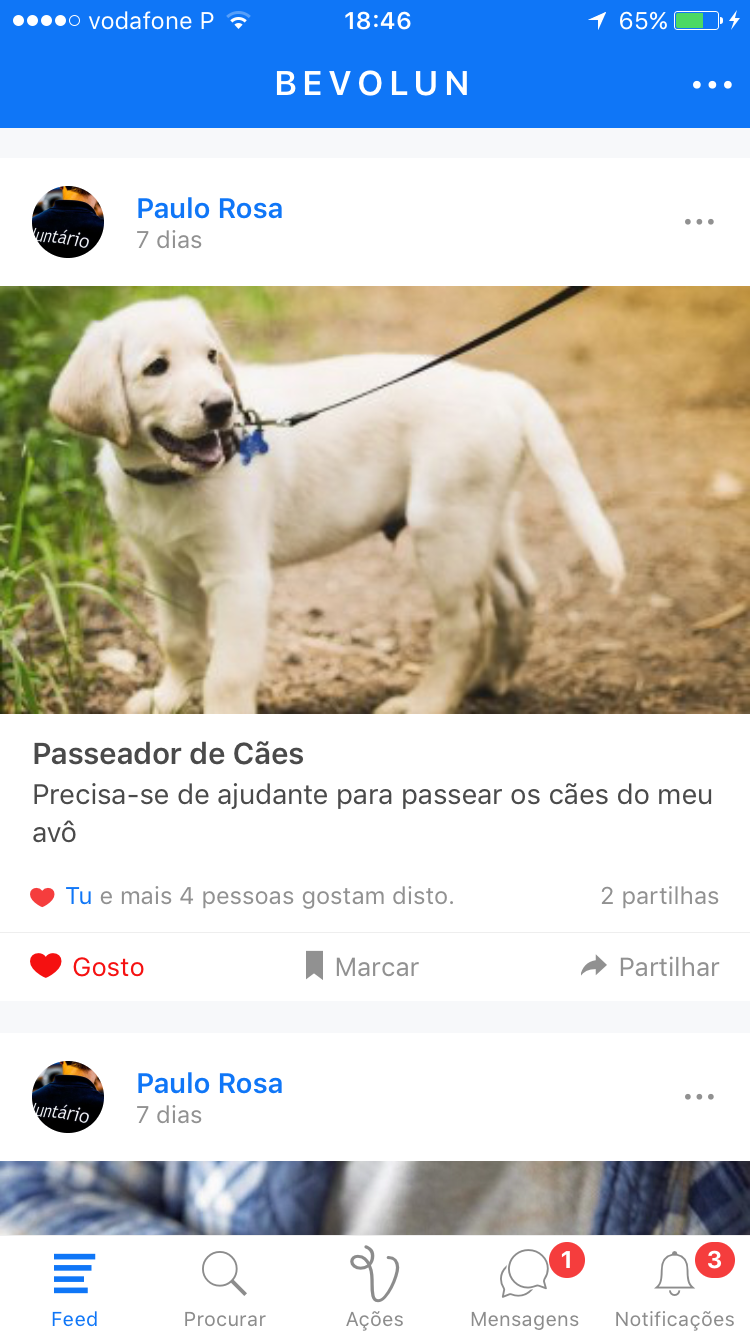 vodafone P 18:46 65%
BEVOLUN
Paulo Rosa
7 dias
luntário
Passeador de Cães
Precisa-se de ajudante para passear os cães do meu
avô
Tu e mais 4 pessoas gostam disto. 2 partilhas
Gosto Marcar Partilhar
Paulo Rosa
7 dias
luntário
1 3
Feed Procurar Ações Mensagens Notificações